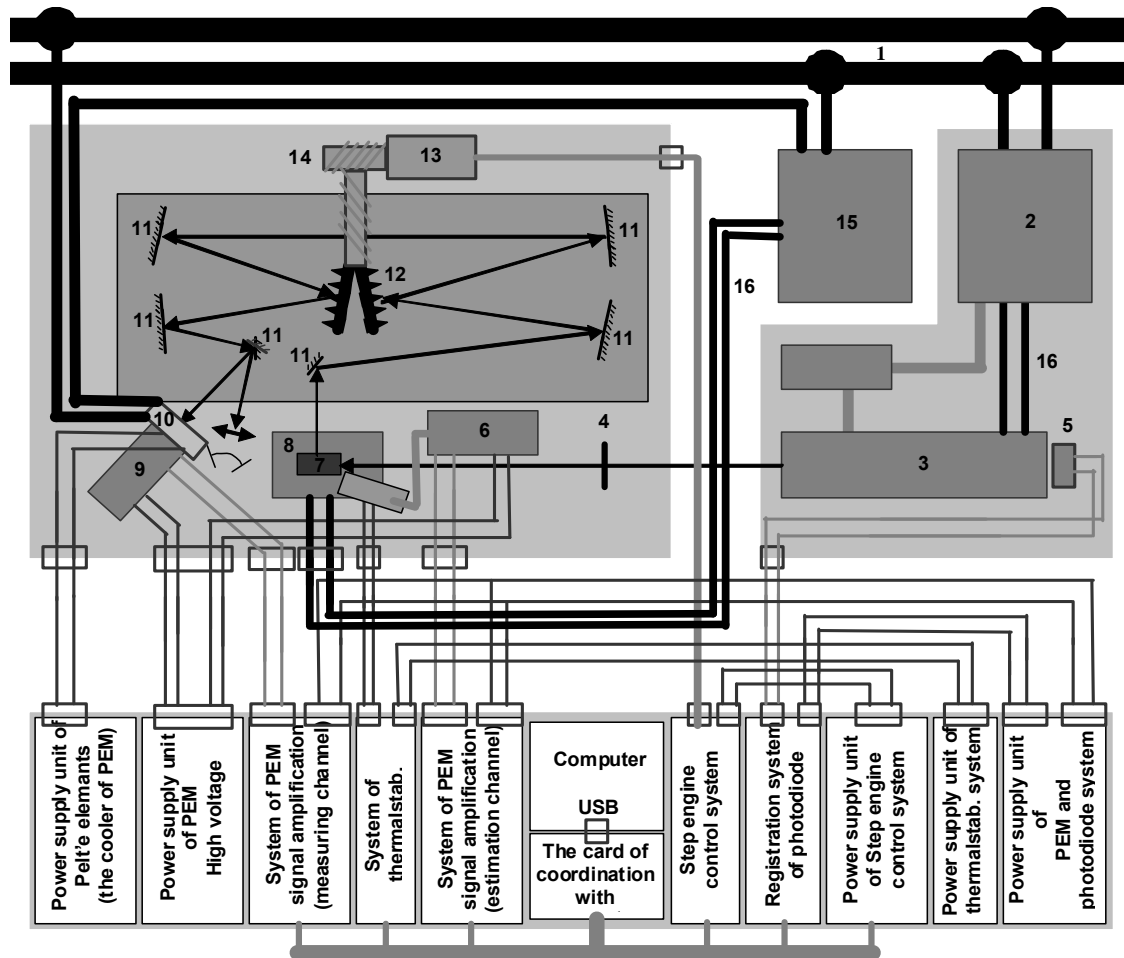 1
14
13
15
2
11
11
12
16
11
11
11
11
16
10
4
5
6
8
7
9
3
Power supply unit of
Pelt'e elemants
(the cooler of PEM)
Power supply unit
of PEM
High voltage
System of PEM
signal amplification
(measuring channel)
System of
thermalstab.
System of PEM
signal amplification
(estimation channel)
Computer
USB
The card of
coordination
with
Step engine
control system
Registration system
of photodiode
Power supply unit
of Step engine
control system
Power supply unit of
thermalstab. system
Power supply unit
of
PEM and
photodiode system